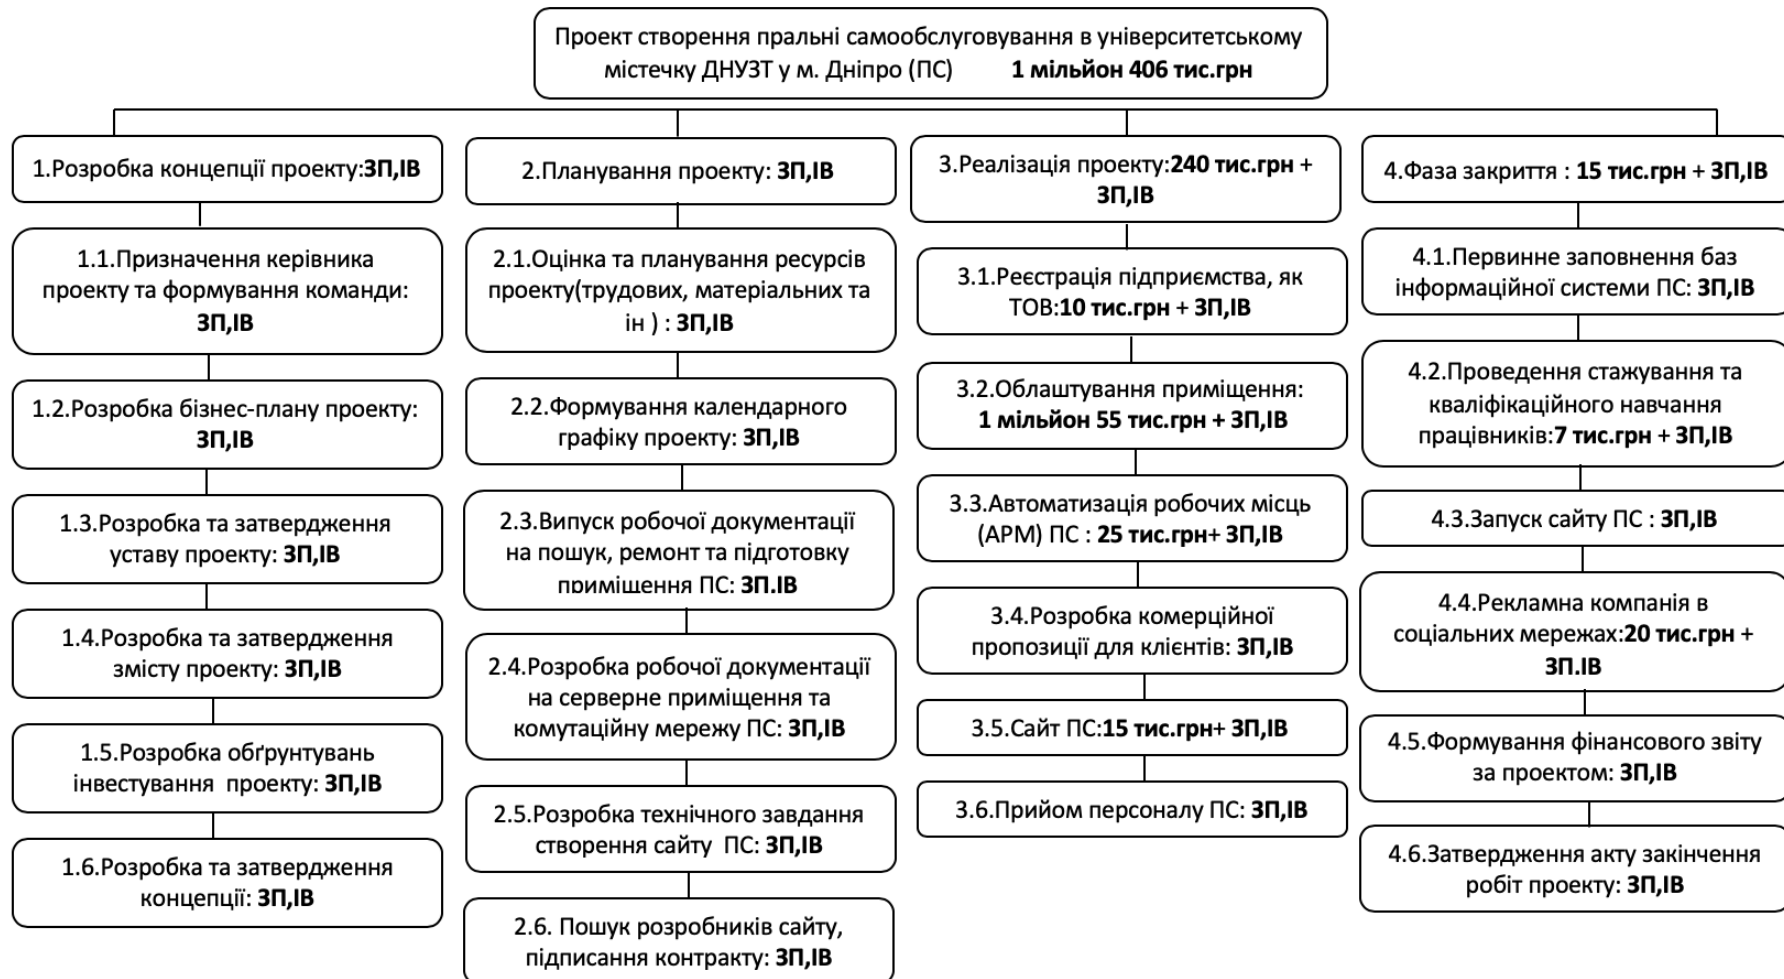 Проект створення пральні самообслуговування в університетському
містечку ДНУЗТ у м. Дніпро (ПС) 1 мільйон 406 тис.грн
1.Розробка концепції проекту:ЗП,ІВ
1.1.Призначення керівника
проекту та формування команди:
ЗП,ІВ
1.2.Розробка бізнес-плану проекту:
ЗП,ІВ
1.3.Розробка та затвердження
уставу проекту: ЗП,ІВ
1.4.Розробка та затвердження
змісту проекту: ЗП,ІВ
1.5.Розробка обґрунтувань
інвестування проекту: ЗП,ІВ
1.6.Розробка та затвердження
концепції: ЗП,ІВ
2.Планування проекту: ЗП,ІВ
2.1.Оцінка та планування ресурсів
проекту(трудових, матеріальних та
ін ) : ЗП,ІВ
2.2.Формування календарного
графіку проекту: ЗП,ІВ
2.3.Випуск робочої документації
на пошук, ремонт та підготовку
приміщення ПС: ЗП.ІВ
2.4.Розробка робочої документації
на серверне приміщення та
комутаційну мережу ПС: ЗП,ІВ
2.5.Розробка технічного завдання
створення сайту ПС: ЗП,ІВ
2.6. Пошук розробників сайту,
підписання контракту: ЗП,ІВ
3.Реалізація проекту:240 тис.грн +
ЗП,ІВ
3.1.Реєстрація підприємства, як
ТОВ:10 тис.грн + ЗП,ІВ
3.2.Облаштування приміщення:
1 мільйон 55 тис.грн + ЗП,ІВ
3.3.Автоматизація робочих місць
(АРМ) ПС : 25 тис.грн+ ЗП,ІВ
3.4.Розробка комерційної
пропозиції для клієнтів: ЗП,ІВ
3.5.Сайт ПС:15 тис.грн+ ЗП,ІВ
3.6.Прийом персоналу ПС: ЗП,ІВ
4.Фаза закриття : 15 тис.грн + ЗП,ІВ
4.1.Первинне заповнення баз
інформаційної системи ПС: ЗП,ІВ
4.2.Проведення стажування та
кваліфікаційного навчання
працівників:7 тис.грн + ЗП,ІВ
4.3.Запуск сайту ПС : ЗП,ІВ
4.4.Рекламна компанія в
соціальних мережах:20 тис.грн +
ЗП.ІВ
4.5.Формування фінансового звіту
за проектом: ЗП,ІВ
4.6.Затвердження акту закінчення
робіт проекту: ЗП,ІВ